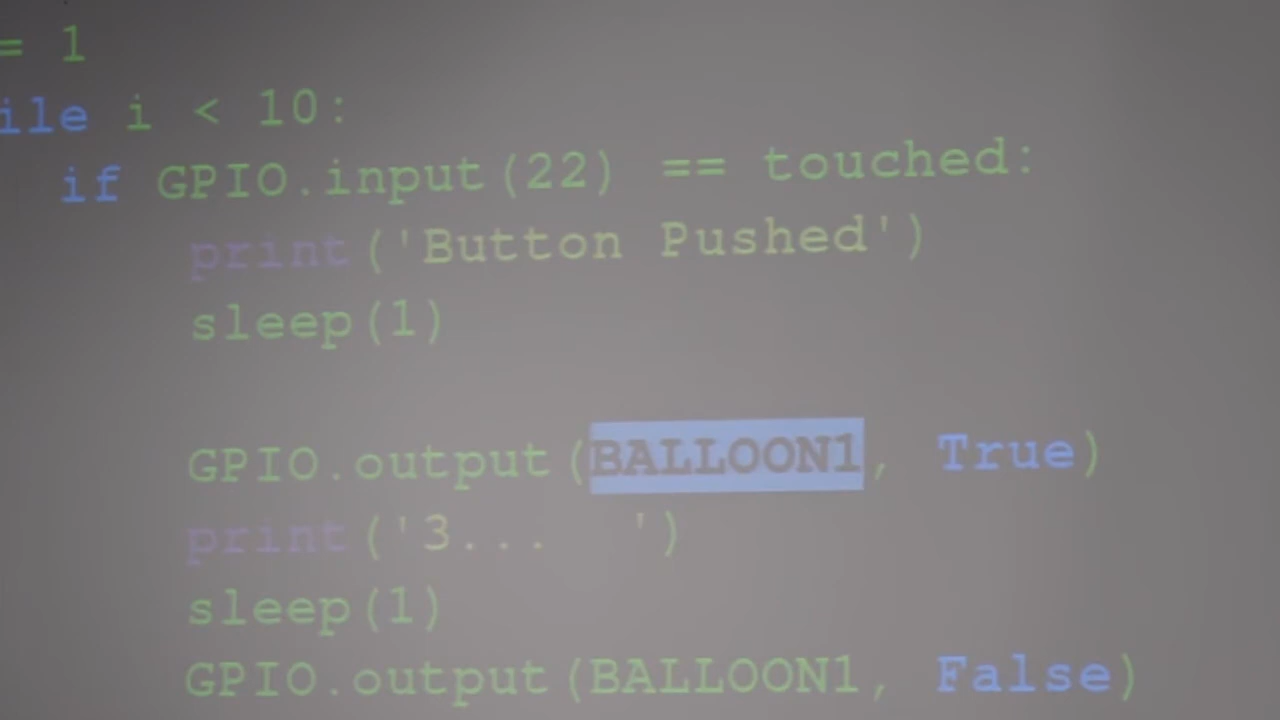 = 1
ile i < 10:
if GPIO.input(22) == touched:
print('Button Pushed')
sleep(1)
GPIO.output(BALLOON1, True)
print('3...   ')
sleep(1)
GPIO.output(BALLOON1, False)